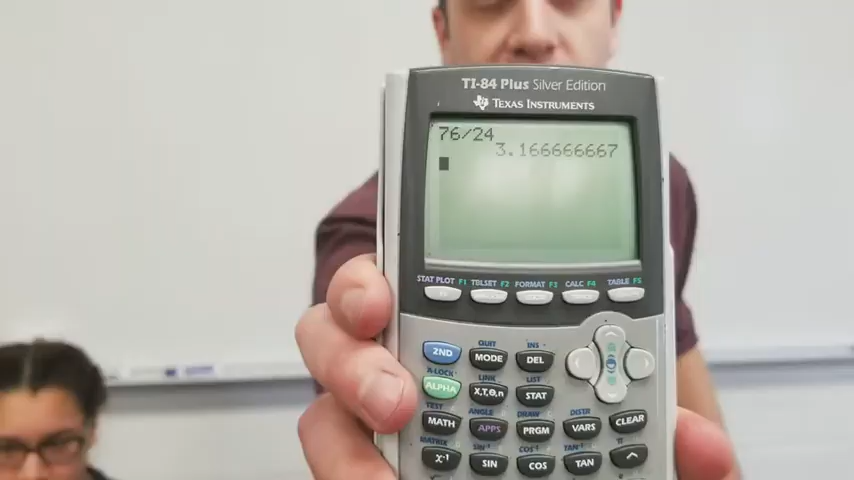 TI-84 Plus Silver Edition
TEXAS INSTRUMENTS
76/24
3.166666667
STAT PLOT F1 TBLSET F2 FORMAT F3 CALC F4 TABLE F5
QUIT INS
2ND MODE DEL
A-LOCK LINK LIST
ALPHA X,T,θ,n STAT
TEST ANGLE DRAW DISTR
MATH APPS PRGM VARS CLEAR
MATRIX SIN⁻¹ COS⁻¹ TAN⁻¹ π
X⁻¹ SIN COS TAN ^